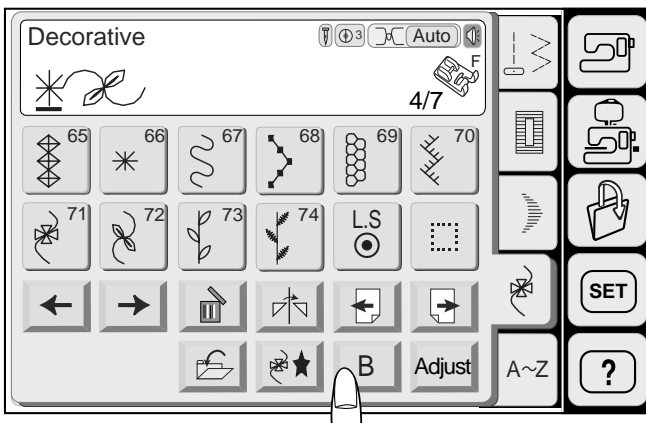 Decorative
3 Auto
F
4/7
65 66 67 68 69 70
71 72 73 74 L.S
B Adjust
A~Z
SET
?